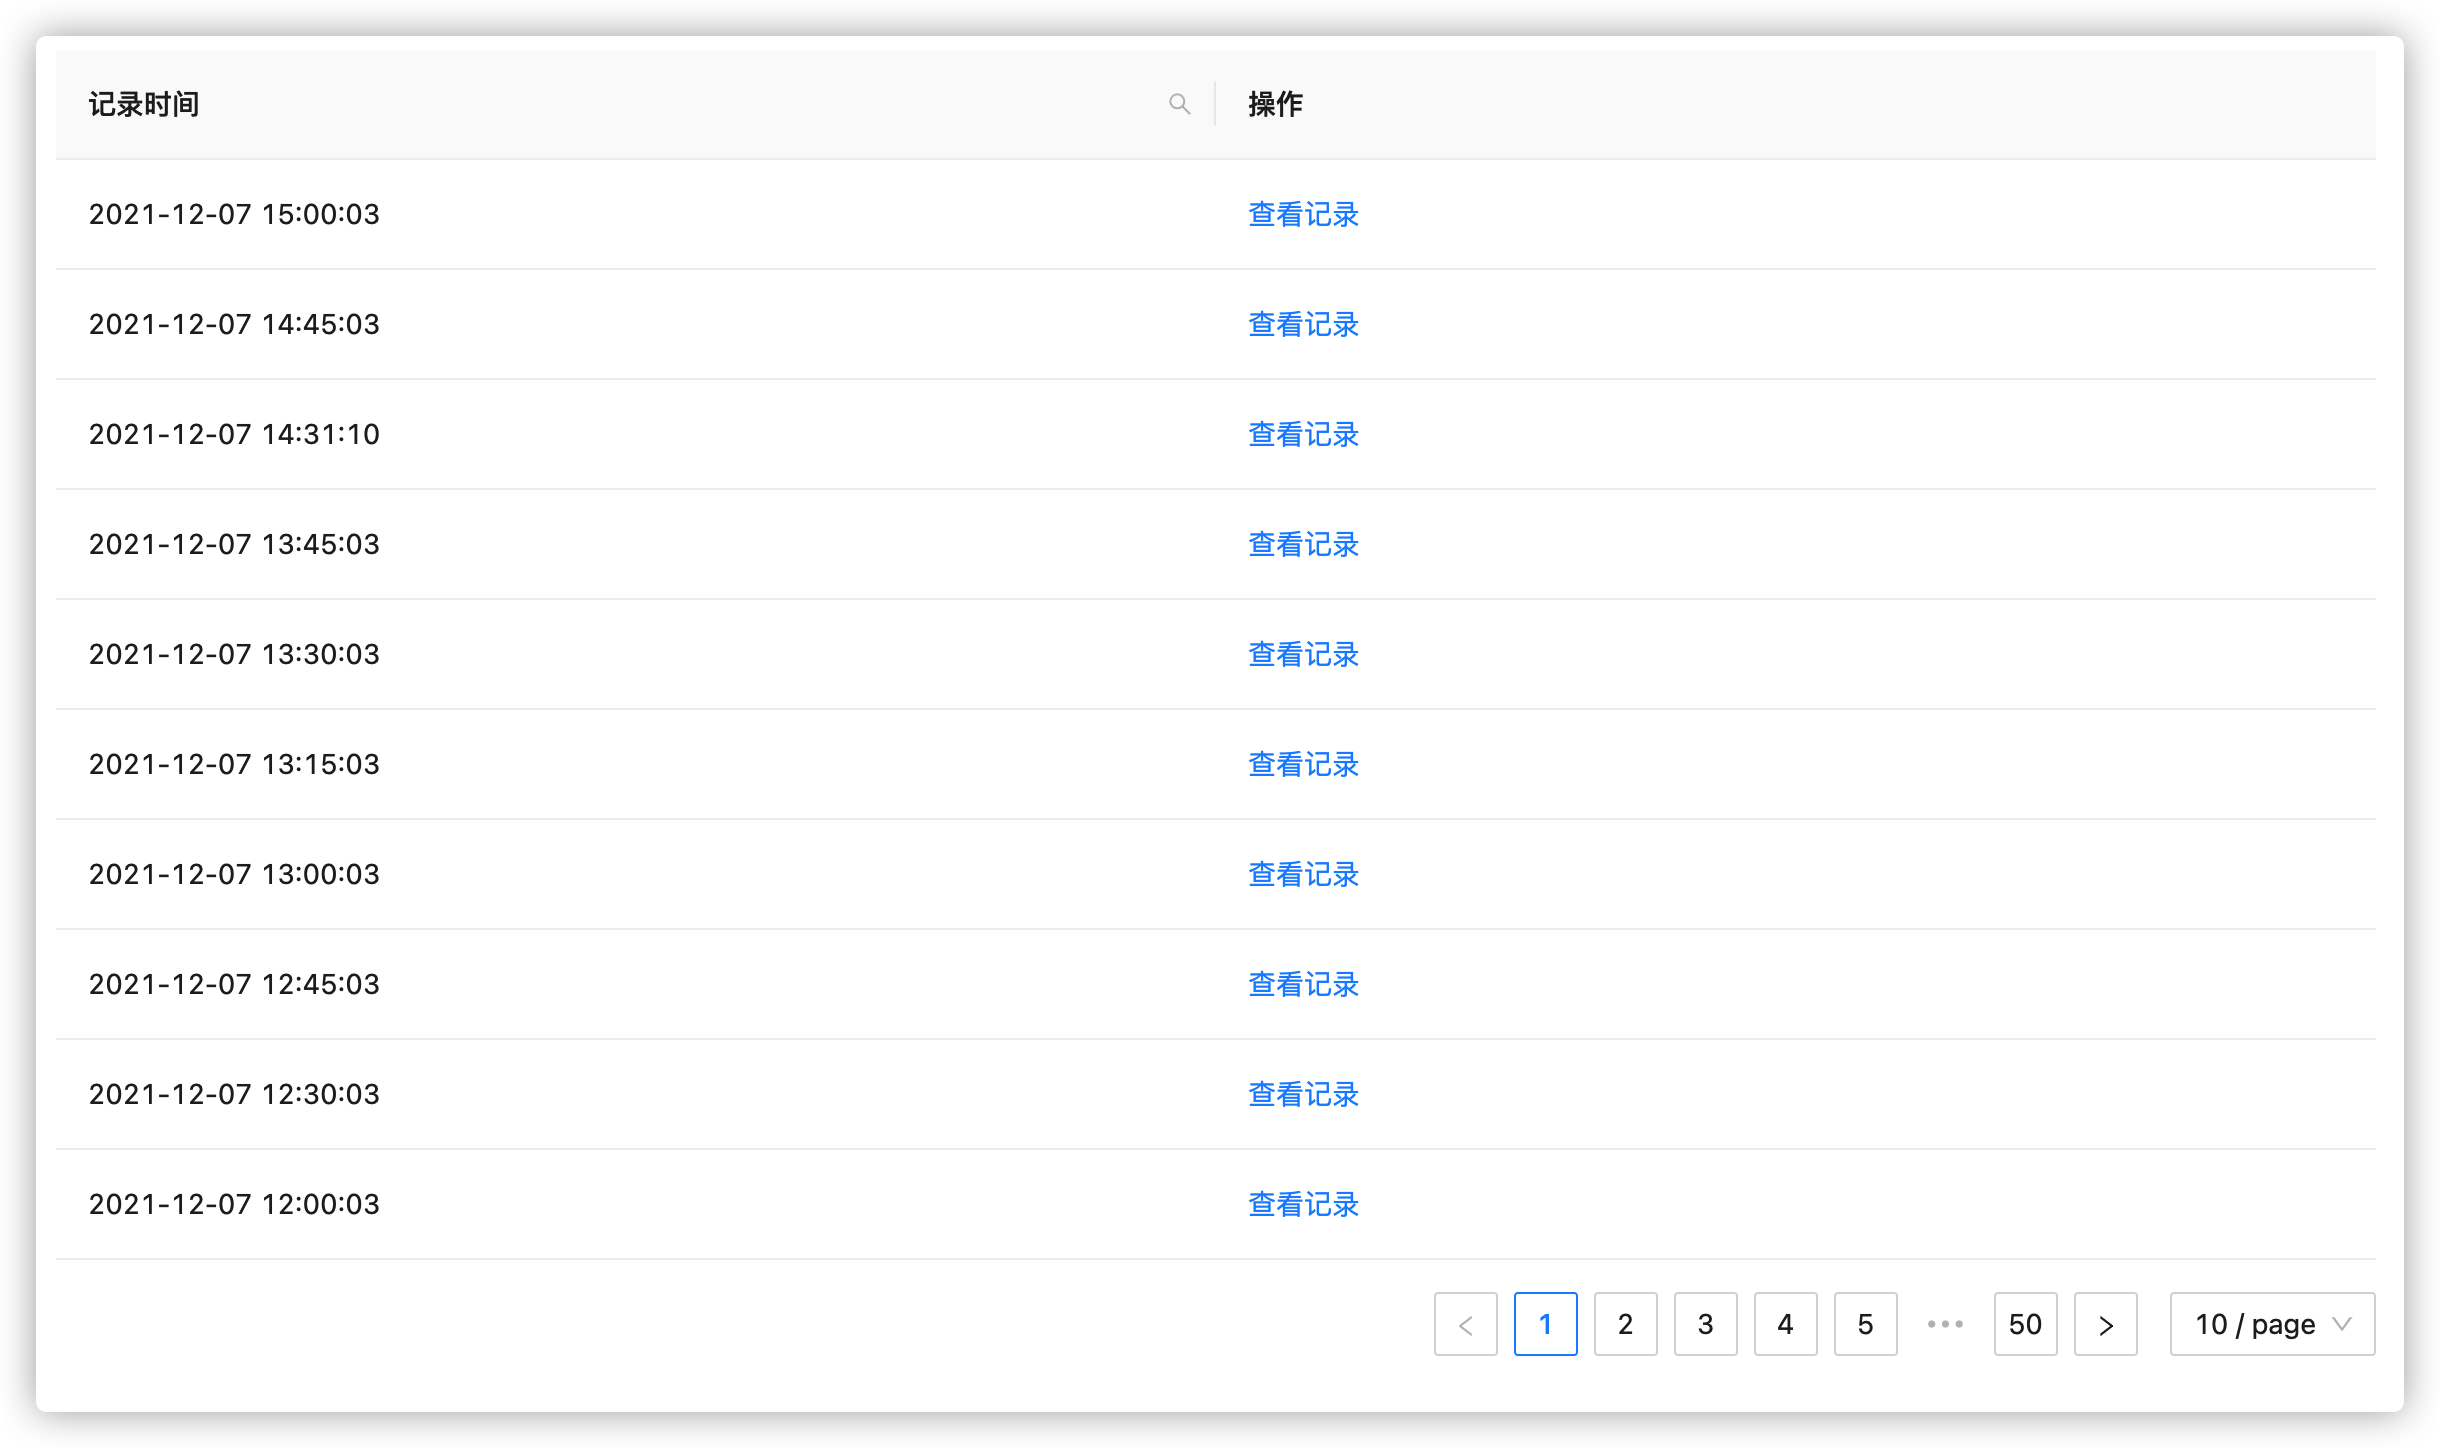 记录时间 操作
2021-12-07 15:00:03 查看记录
2021-12-07 14:45:03 查看记录
2021-12-07 14:31:10 查看记录
2021-12-07 13:45:03 查看记录
2021-12-07 13:30:03 查看记录
2021-12-07 13:15:03 查看记录
2021-12-07 13:00:03 查看记录
2021-12-07 12:45:03 查看记录
2021-12-07 12:30:03 查看记录
2021-12-07 12:00:03 查看记录
< 1 2 3 4 5 ••• 50 > 10 / page